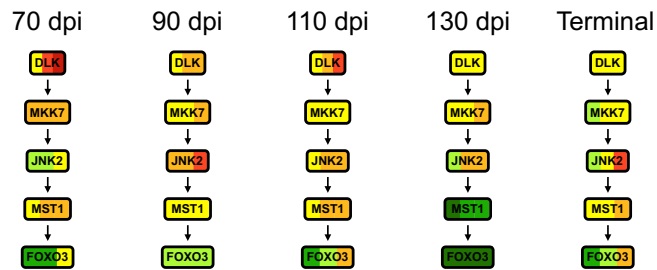 70 dpi 90 dpi 110 dpi 130 dpi Terminal
DLK DLK DLK DLK DLK
MKK7 MKK7 MKK7 MKK7 MKK7
JNK2 JNK2 JNK2 JNK2 JNK2
MST1 MST1 MST1 MST1 MST1
FOXO3 FOXO3 FOXO3 FOXO3 FOXO3